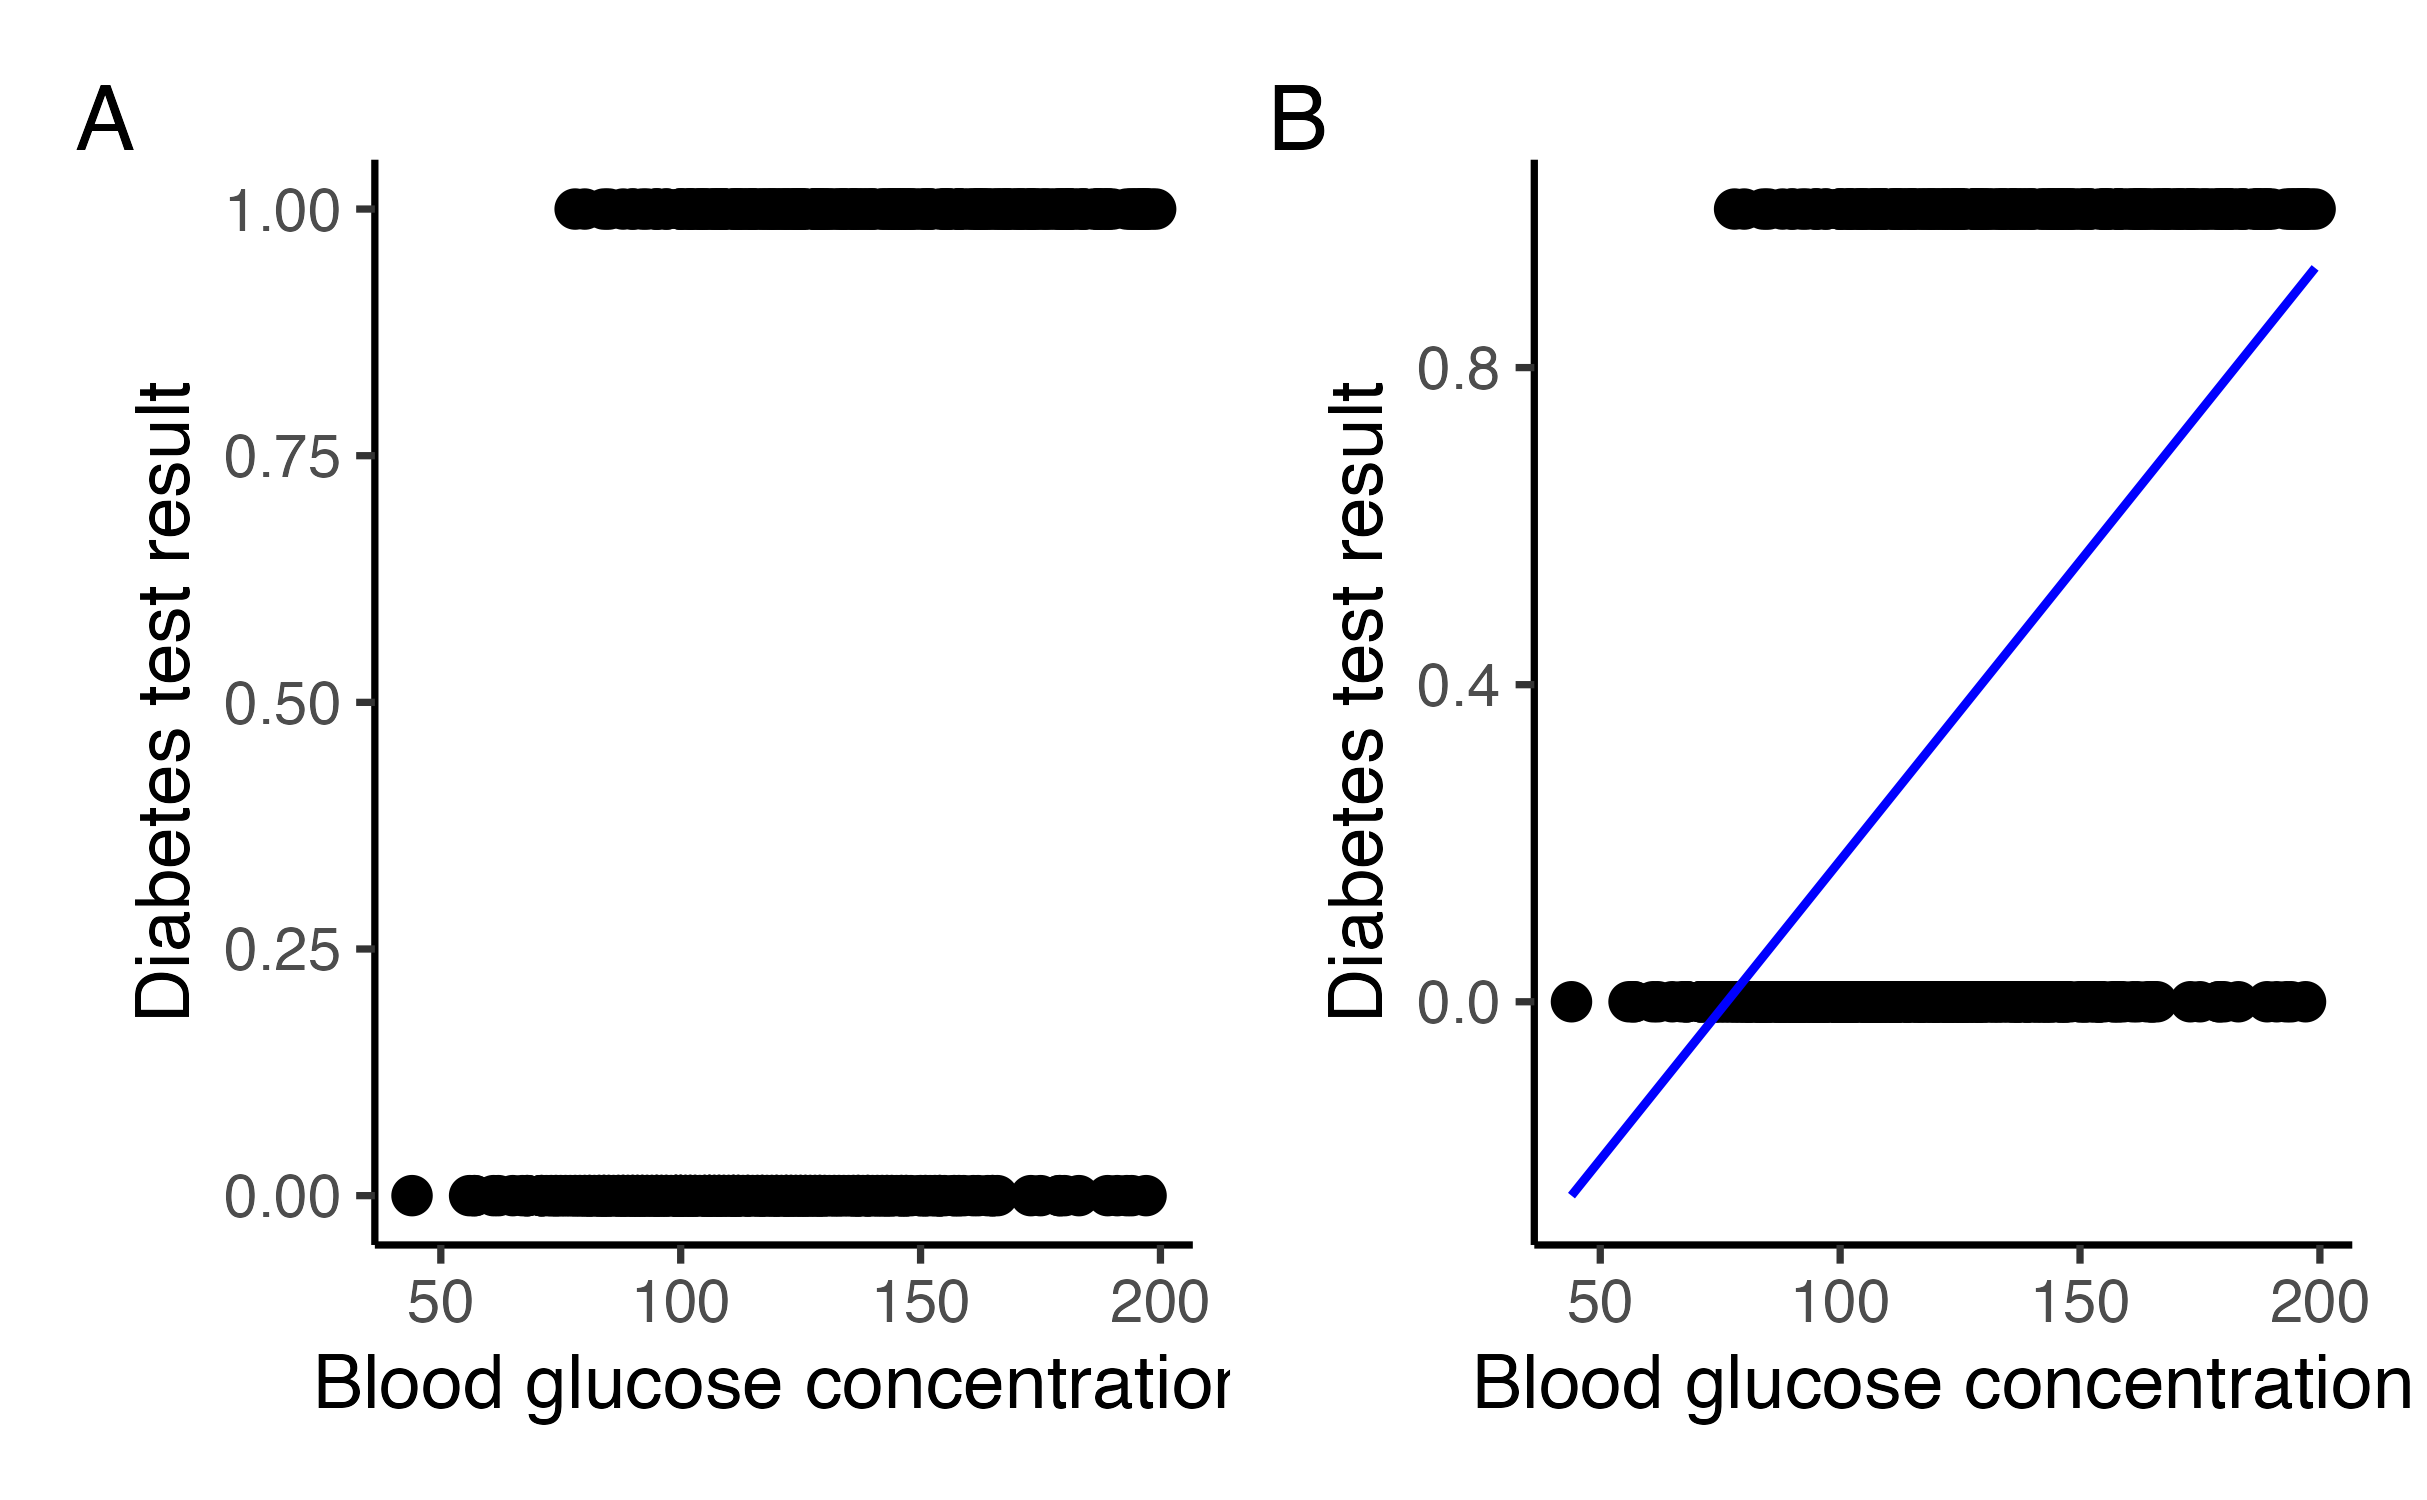 A
Diabetes test result
1.00
0.75
0.50
0.25
0.00
50 100 150 200
Blood glucose concentration
B
Diabetes test result
0.8
0.4
0.0
50 100 150 200
Blood glucose concentration